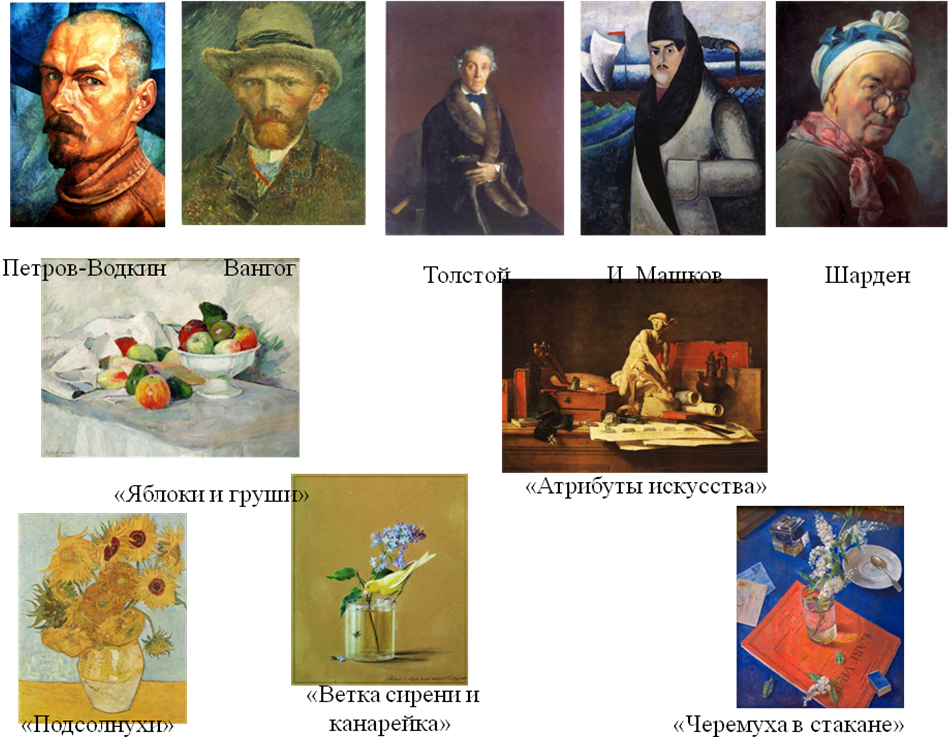 Петров-Водкин
Вангог
Толстой
И Машков
Шарден
«Яблоки и груши»
«Атрибуты искусства»
«Подсолнухи»
«Ветка сирени и
канарейка»
«Черемуха в стакане»